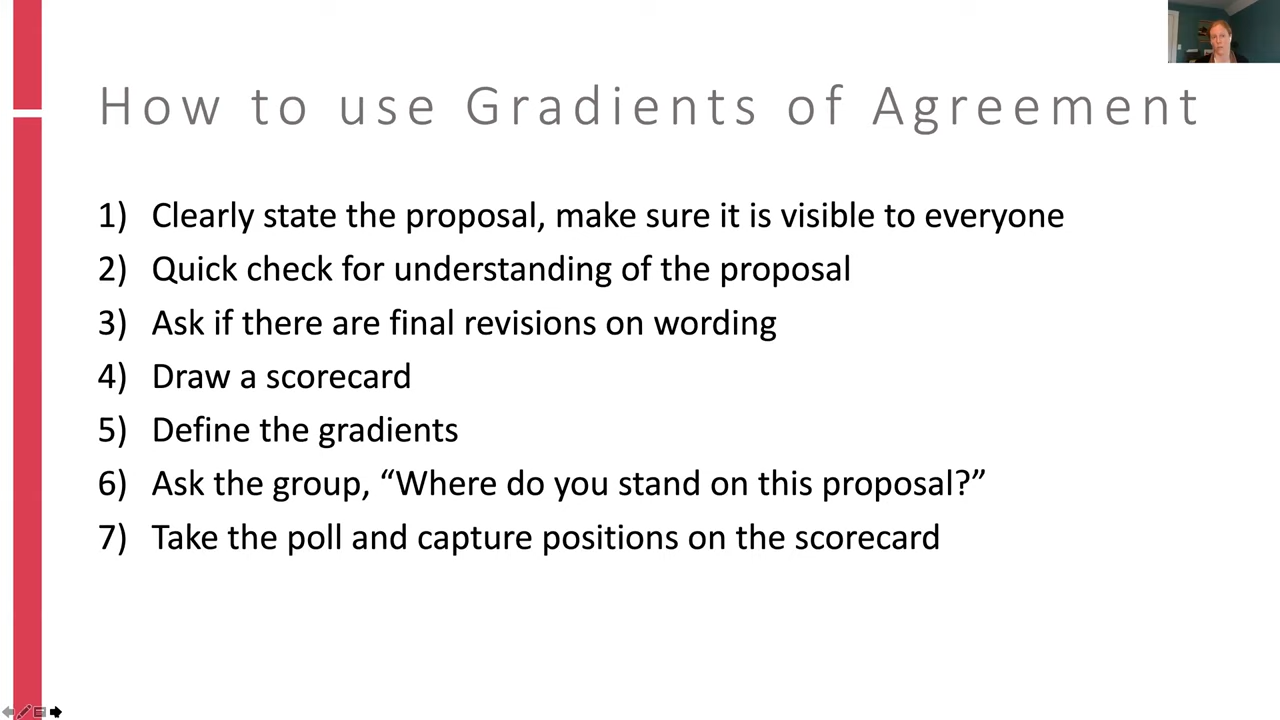 How to use Gradients of Agreement
1) Clearly state the proposal, make sure it is visible to everyone
2) Quick check for understanding of the proposal
3) Ask if there are final revisions on wording
4) Draw a scorecard
5) Define the gradients
6) Ask the group, “Where do you stand on this proposal?”
7) Take the poll and capture positions on the scorecard